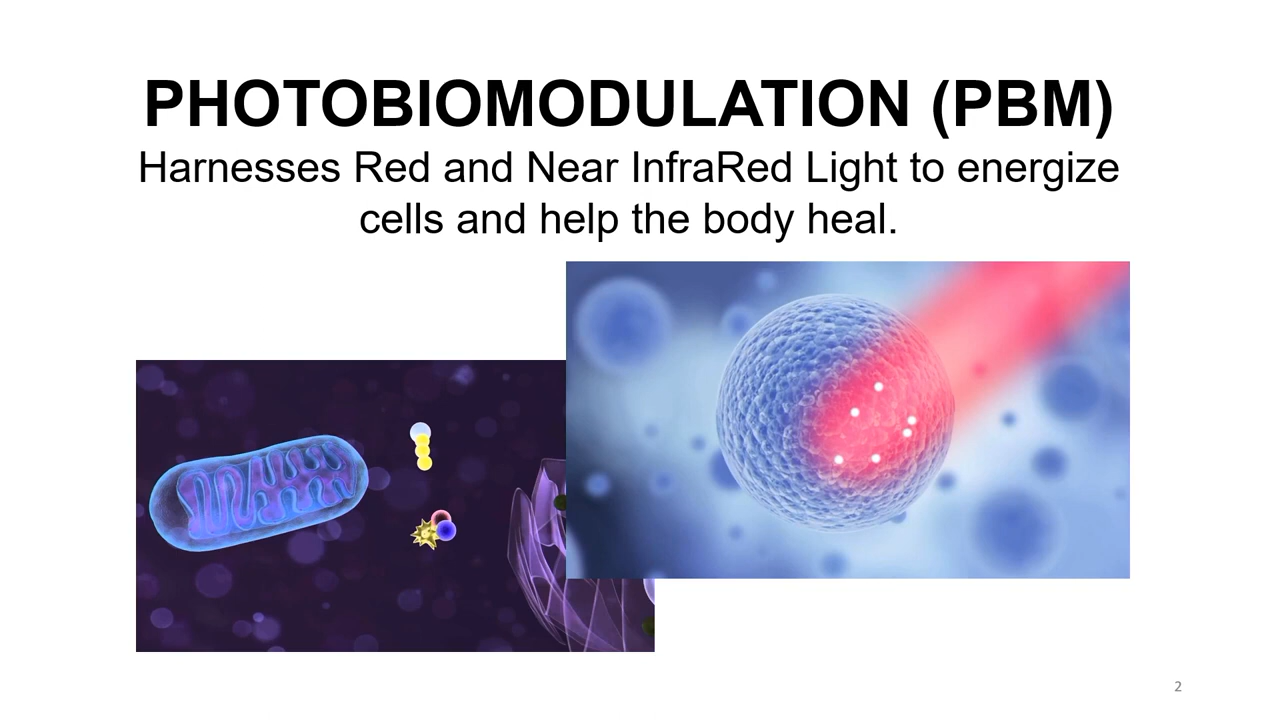 PHOTOBIOMODULATION (PBM)
Harnesses Red and Near InfraRed Light to energize
cells and help the body heal.
2